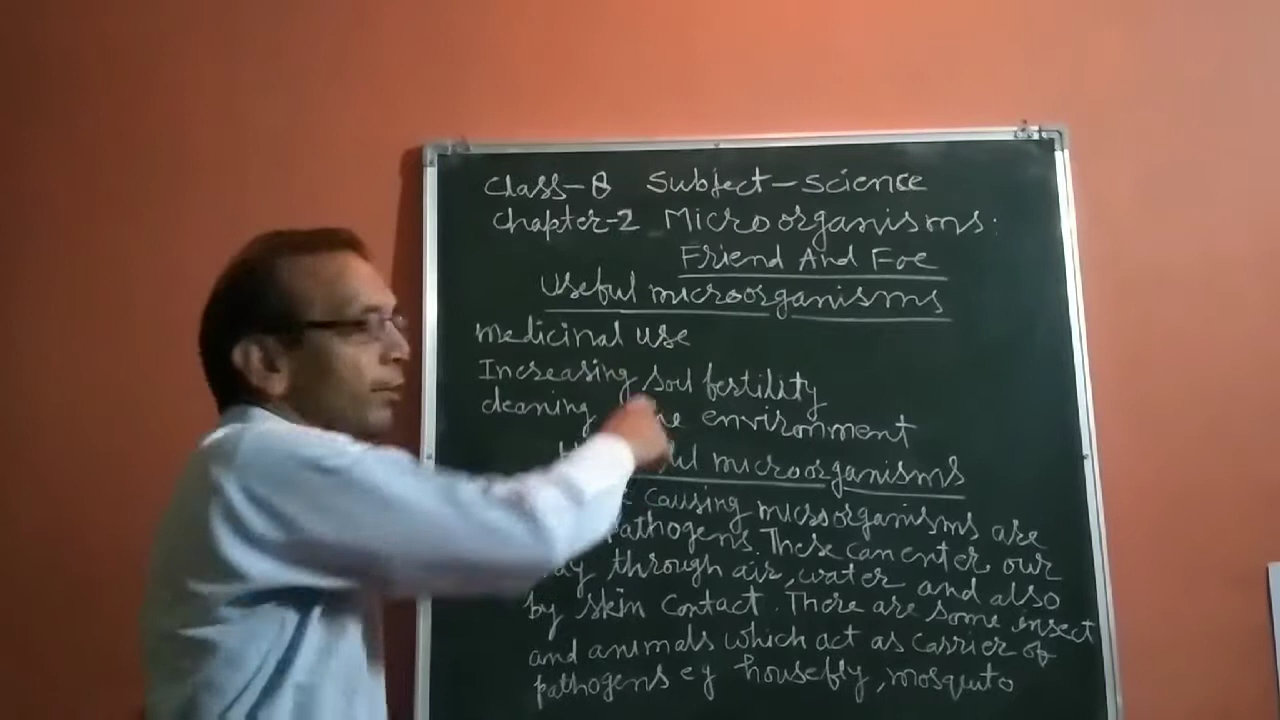 Class-8 Subject-Science
Chapter-2 Microorganisms:
Friend And Foe
Useful microorganisms
medicinal use
Increasing soil fertility
cleaning environment
microorganisms
causing microorganisms are
pathogens. These can enter our
through air, water and also
by skin contact. There are some insect
and animals which act as carrier of
pathogens eg housefly, mosquito